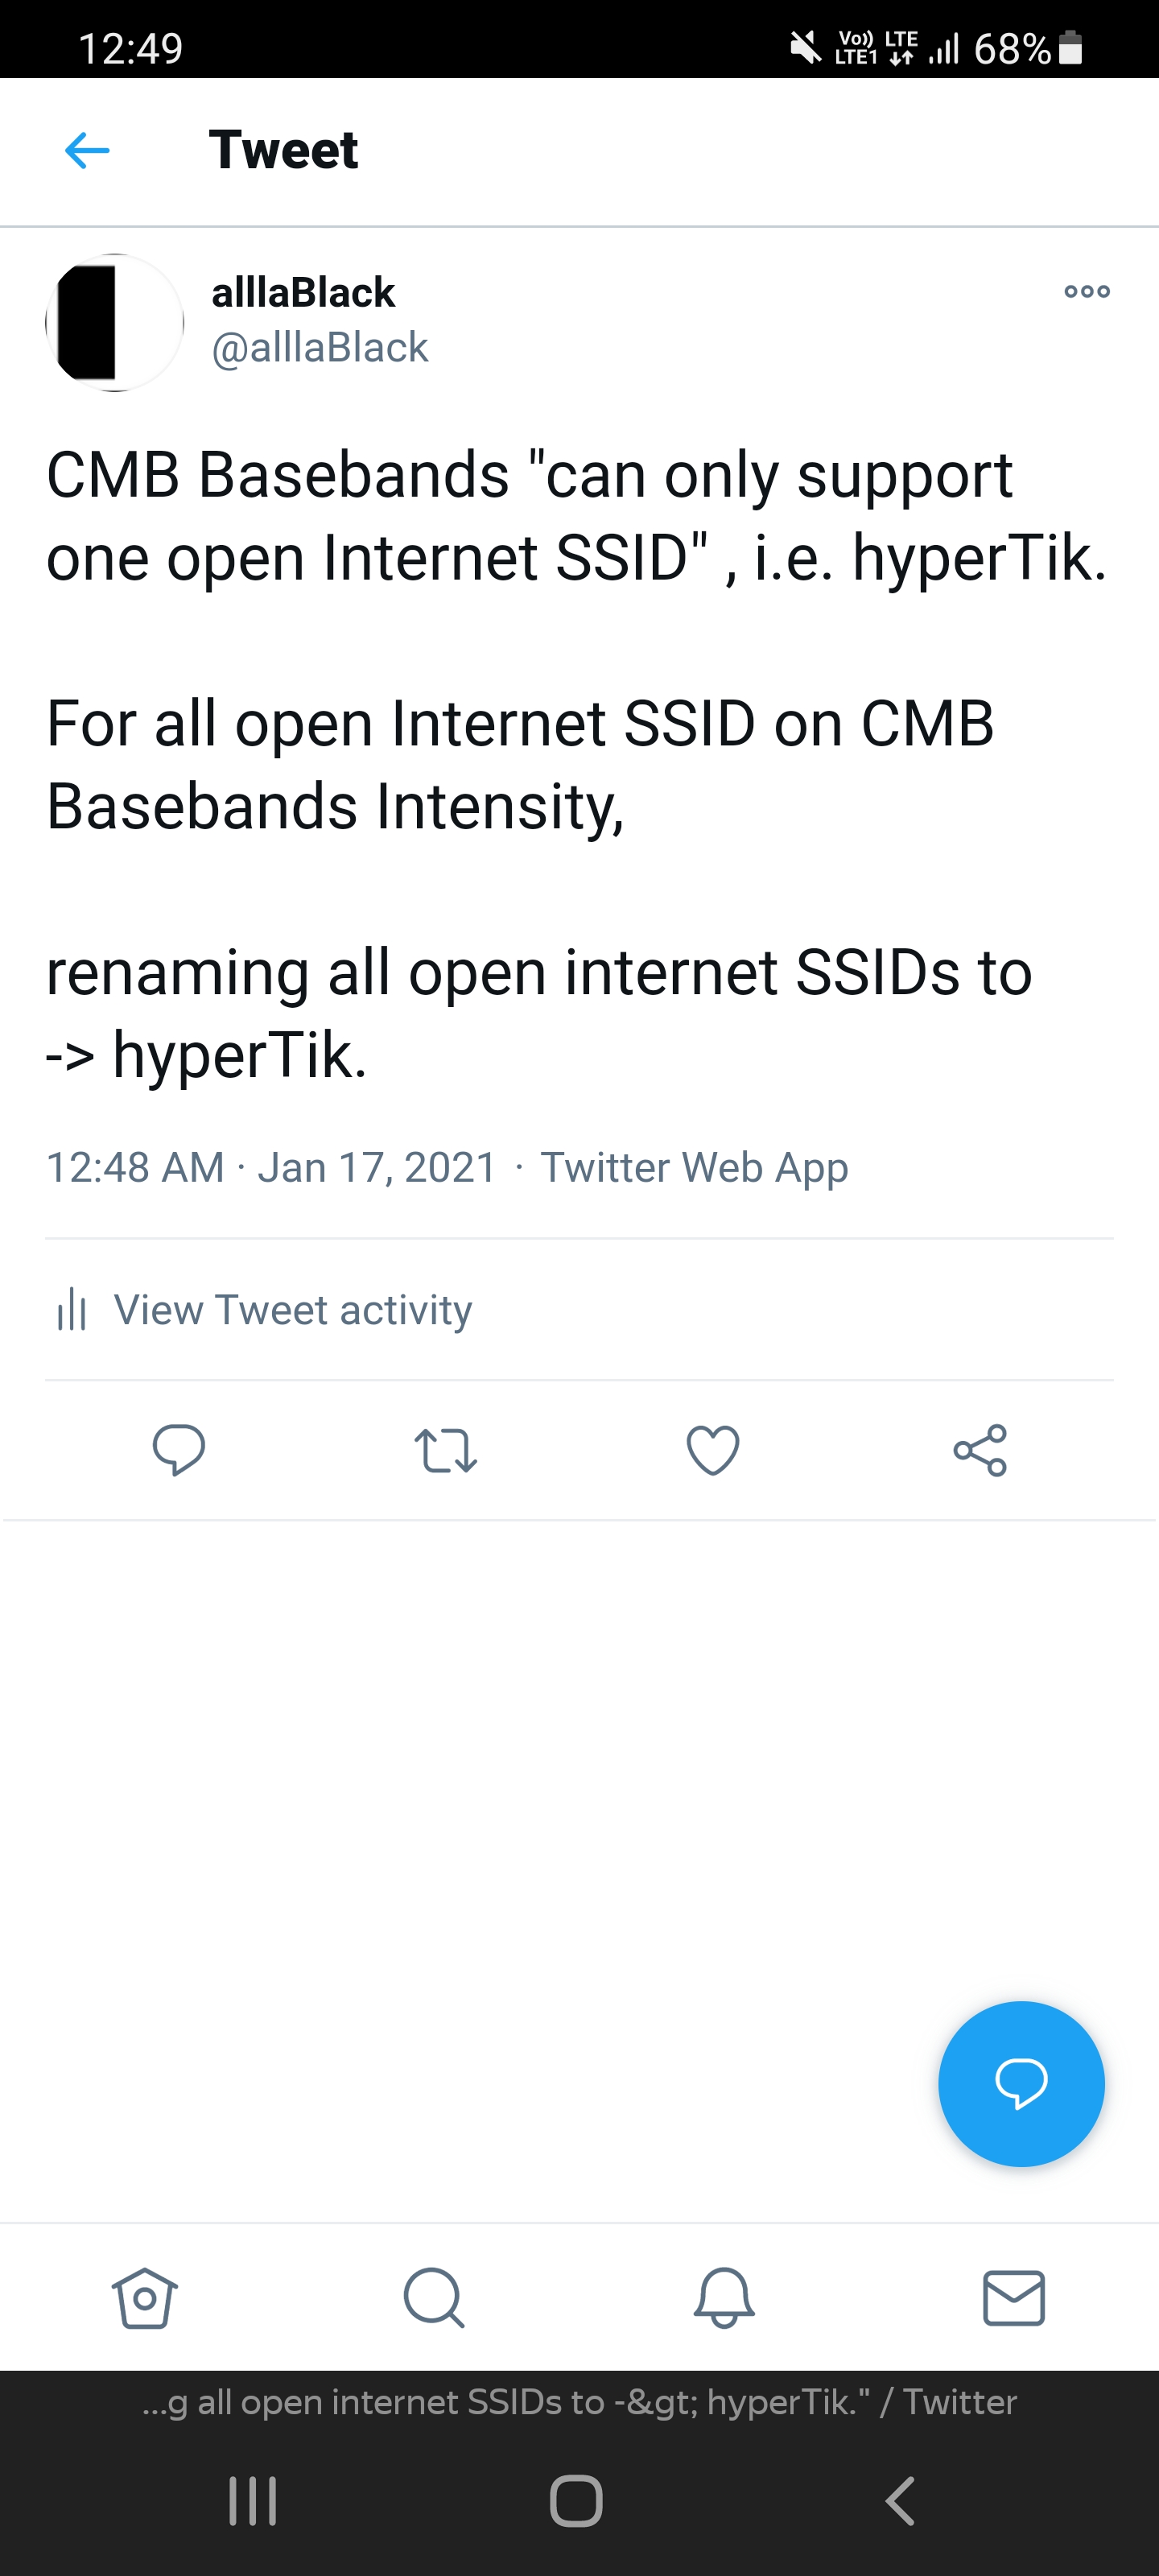 12:49
Vo)) LTE
LTE1
68%
Tweet
alllaBlack
@alllaBlack
CMB Basebands "can only support
one open Internet SSID" , i.e. hyperTik.
For all open Internet SSID on CMB
Basebands Intensity,
renaming all open internet SSIDs to
-> hyperTik.
12:48 AM · Jan 17, 2021 · Twitter Web App
View Tweet activity
...g all open internet SSIDs to -&gt; hyperTik." / Twitter